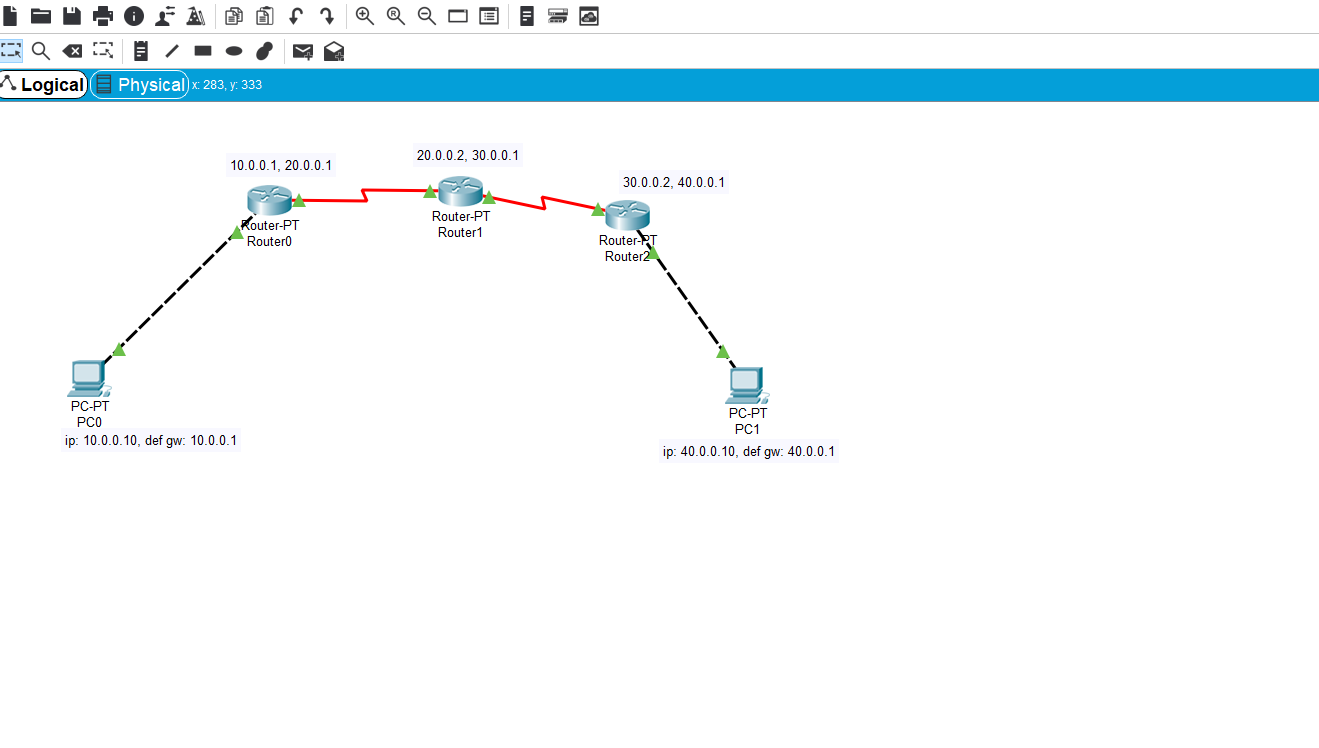 Logical Physical x: 283, y: 333
10.0.0.1, 20.0.0.1
20.0.0.2, 30.0.0.1
30.0.0.2, 40.0.0.1
Router-PT
Router0
Router-PT
Router1
Router-PT
Router2
PC-PT
PC0
ip: 10.0.0.10, def gw: 10.0.0.1
PC-PT
PC1
ip: 40.0.0.10, def gw: 40.0.0.1